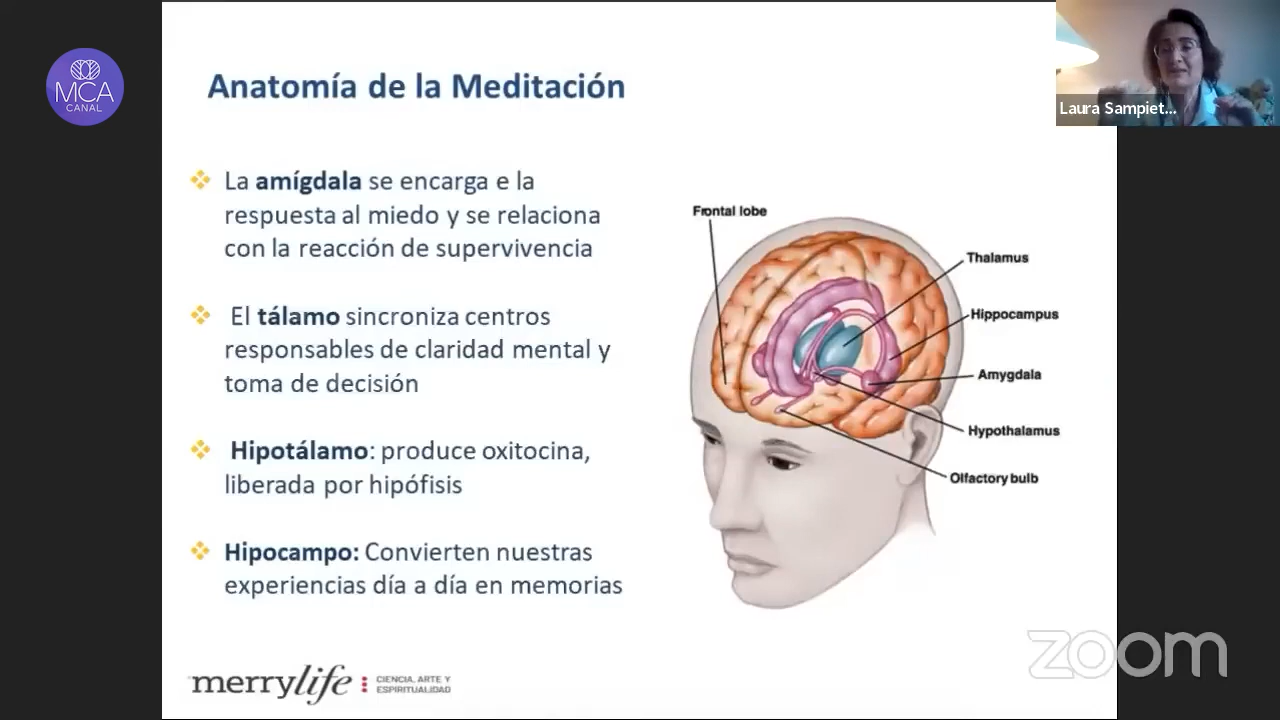 MCA
CANAL
Anatomía de la Meditación
La amígdala se encarga e la
respuesta al miedo y se relaciona
con la reacción de supervivencia
El tálamo sincroniza centros
responsables de claridad mental y
toma de decisión
Hipotálamo: produce oxitocina,
liberada por hipófisis
Hipocampo: Convierten nuestras
experiencias día a día en memorias
Frontal lobe
Thalamus
Hippocampus
Amygdala
Hypothalamus
Olfactory bulb
Laura Sampiet...
merrylife
CIENCIA, ARTE Y
ESPIRITUALIDAD
zoom